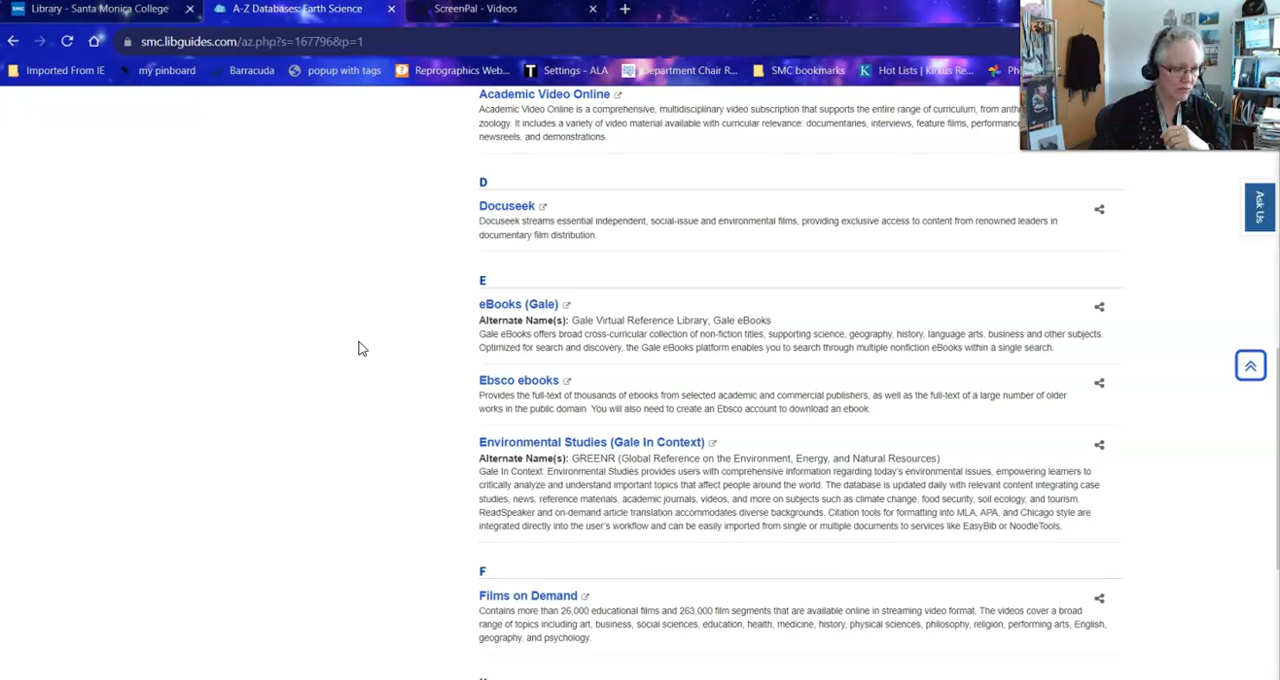 Library - Santa Monica College
A-Z Databases: Earth Science
ScreenPal - Videos
smc.libguides.com/az.php?s=167796&p=1
Imported From IE
my pinboard
Barracuda
popup with tags
Reprographics Web...
Settings - ALA
Department Chair R...
SMC bookmarks
Hot Lists | Kirkus Re...
Academic Video Online
Academic Video Online is a comprehensive, multidisciplinary video subscription that supports the entire range of curriculum, from
zoology. It includes a variety of video material available with curricular relevance: documentaries, interviews, feature films,
newsreels, and demonstrations.
D
Docuseek
Docuseek streams essential independent, social-issue and environmental films, providing exclusive access to content from renowned leaders in
documentary film distribution.
Ask Us
E
eBooks (Gale)
Alternate Name(s): Gale Virtual Reference Library; Gale eBooks
Gale eBooks offers broad cross-curricular collection of non-fiction titles, supporting science, geography, history, language arts, business and other subjects.
Optimized for search and discovery, the Gale eBooks platform enables you to search through multiple nonfiction eBooks within a single search.
Ebsco ebooks
Provides the full-text of thousands of ebooks from selected academic and commercial publishers, as well as the full-text of a large number of older
works in the public domain. You will also need to create an Ebsco account to download an ebook.
Environmental Studies (Gale In Context)
Alternate Name(s): GREENR (Global Reference on the Environment, Energy, and Natural Resources)
Gale In Context: Environmental Studies provides users with comprehensive information regarding today's environmental issues, empowering learners to
critically analyze and understand important topics that affect people around the world. The database is updated daily with relevant content integrating case
studies, news, reference materials, academic journals, videos, and more on subjects such as climate change, food security, soil ecology, and tourism.
ReadSpeaker and on-demand article translation accommodates diverse backgrounds. Citation tools for formatting into MLA, APA, and Chicago style are
integrated directly into the user's workflow and can be easily imported from single or multiple documents to services like EasyBib or NoodleTools.
F
Films on Demand
Contains more than 26,000 educational films and 263,000 film segments that are available online in streaming video format. The videos cover a broad
range of topics including art, business, social sciences, education, health, medicine, history, physical sciences, philosophy, religion, performing arts, English,
geography, and psychology.